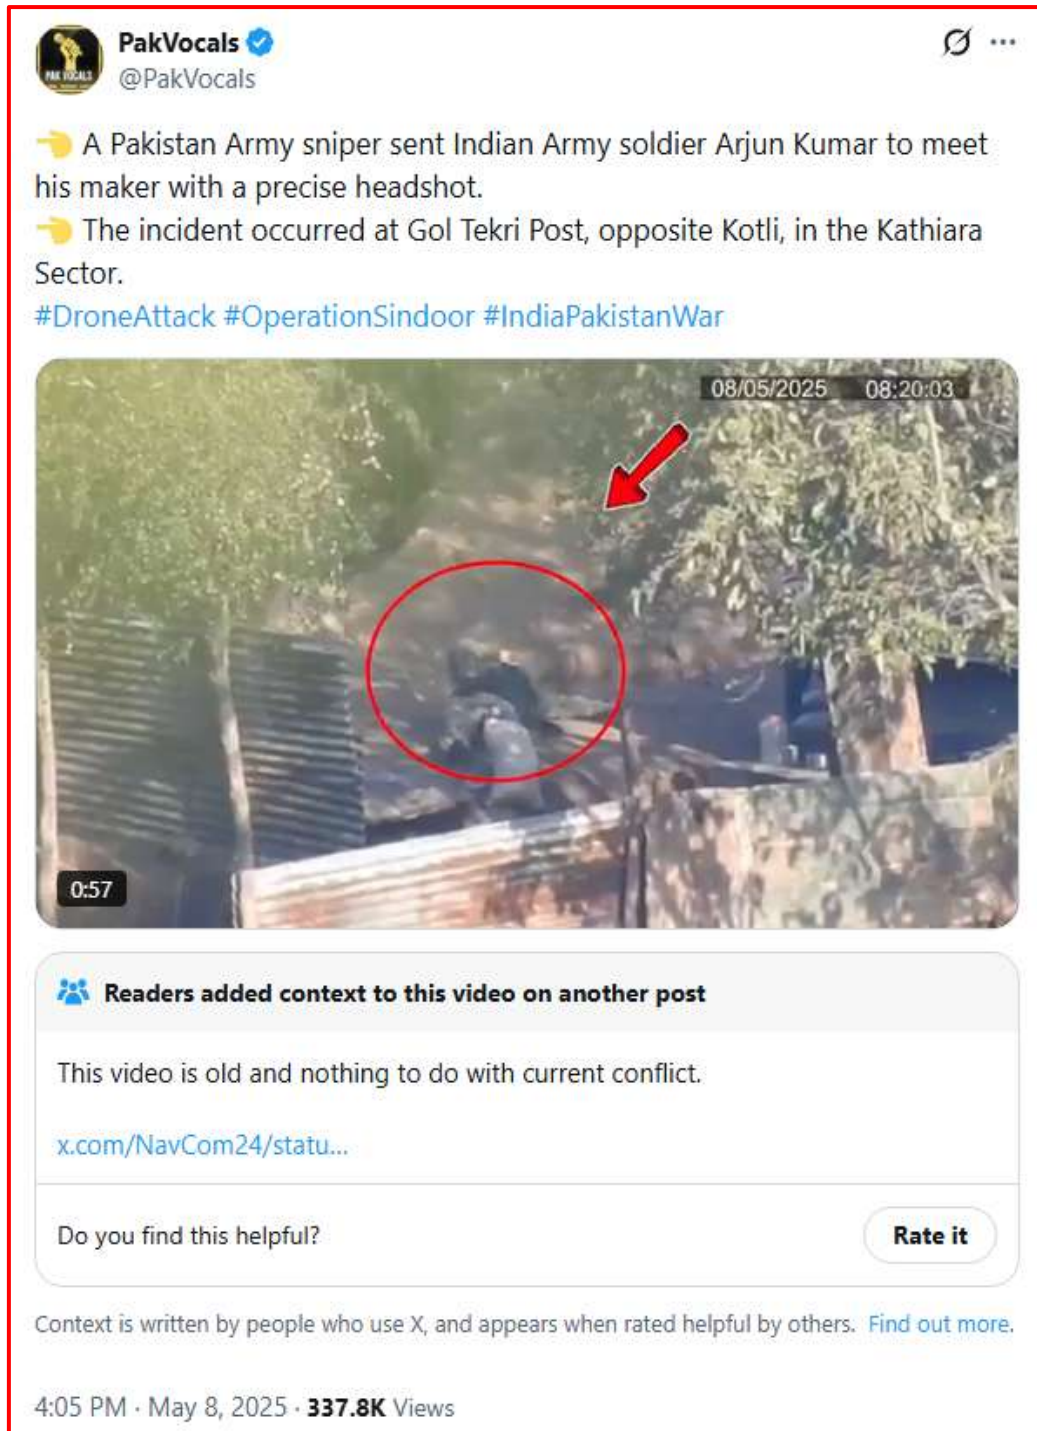 PakVocals
@PakVocals
PAK VOCALS
👈 A Pakistan Army sniper sent Indian Army soldier Arjun Kumar to meet
his maker with a precise headshot.
👈 The incident occurred at Gol Tekri Post, opposite Kotli, in the Kathiara
Sector.
#DroneAttack #OperationSindoor #IndiaPakistanWar
08/05/2025 08:20:03
0:57
Readers added context to this video on another post
This video is old and nothing to do with current conflict.
x.com/NavCom24/statu...
Do you find this helpful?
Rate it
Context is written by people who use X, and appears when rated helpful by others. Find out more.
4:05 PM · May 8, 2025 · 337.8K Views